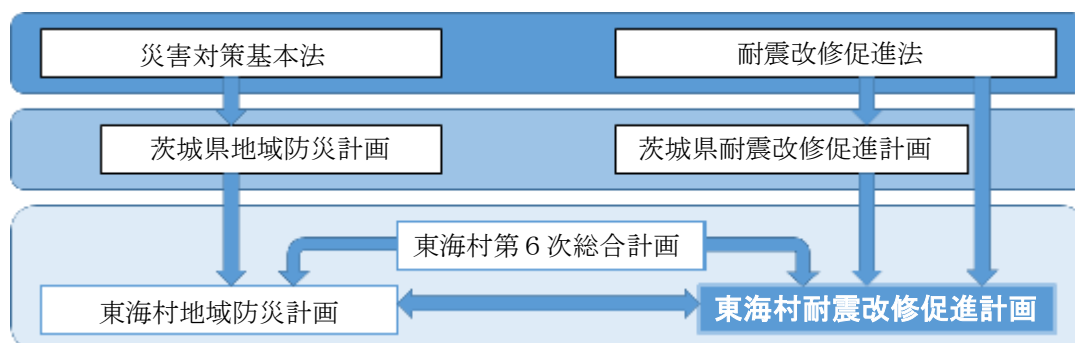 災害対策基本法
耐震改修促進法
茨城県地域防災計画
茨城県耐震改修促進計画
東海村第６次総合計画
東海村地域防災計画
東海村耐震改修促進計画